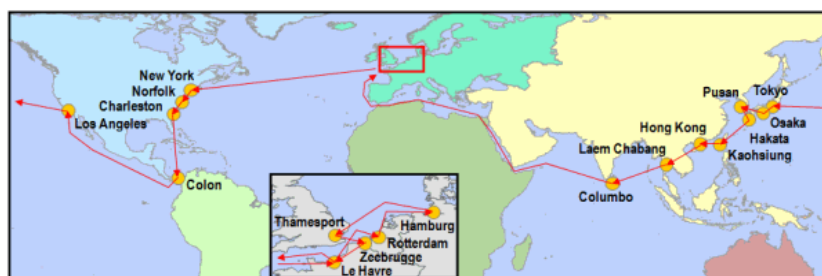 New York
Norfolk
Charleston
Los Angeles
Colon
Pusan
Tokyo
Osaka
Hakata
Hong Kong
Kaohsiung
Laem Chabang
Columbo
Thamesport
Hamburg
Rotterdam
Zeebrugge
Le Havre